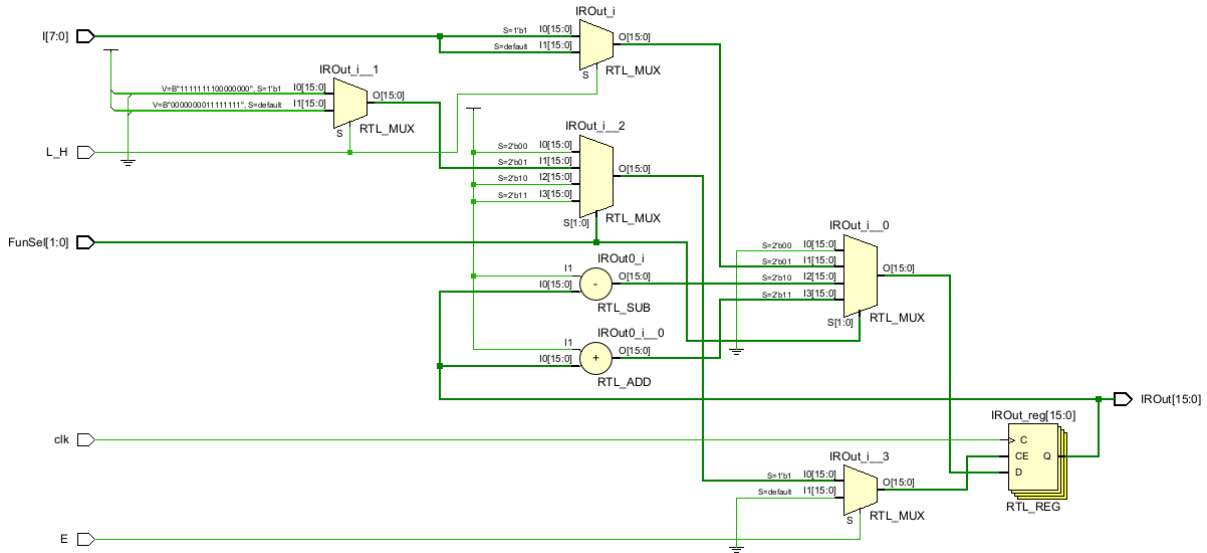 IROut_i
I[7:0]
S=1'b1 I0[15:0] O[15:0]
S=default I1[15:0]
S RTL_MUX
IROut_i__1
V=B"1111111100000000", S=1'b1 I0[15:0] O[15:0]
V=B"0000000011111111", S=default I1[15:0]
S RTL_MUX
L_H
IROut_i__2
S=2'b00 I0[15:0]
S=2'b01 I1[15:0] O[15:0]
S=2'b10 I2[15:0]
S=2'b11 I3[15:0]
S[1:0] RTL_MUX
FunSel[1:0]
IROut0_i
I1 O[15:0]
I0[15:0] -
RTL_SUB
IROut0_i__0
I1 O[15:0]
I0[15:0] +
RTL_ADD
IROut_i__0
S=2'b00 I0[15:0]
S=2'b01 I1[15:0] O[15:0]
S=2'b10 I2[15:0]
S=2'b11 I3[15:0]
S[1:0] RTL_MUX
IROut[15:0]
IROut_reg[15:0]
clk
C
CE Q
D
RTL_REG
IROut_i__3
S=1'b1 I0[15:0] O[15:0]
S=default I1[15:0]
S RTL_MUX
E